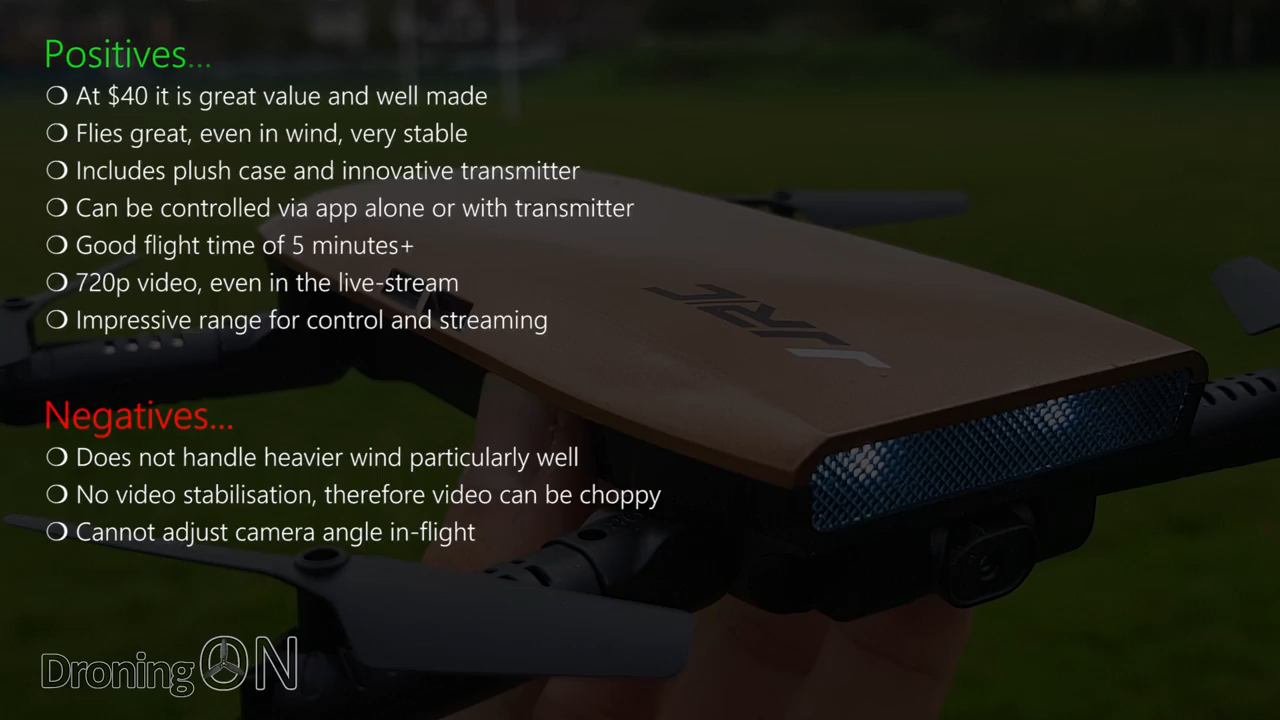 Positives...
❍ At $40 it is great value and well made
❍ Flies great, even in wind, very stable
❍ Includes plush case and innovative transmitter
❍ Can be controlled via app alone or with transmitter
❍ Good flight time of 5 minutes+
❍ 720p video, even in the live-stream
❍ Impressive range for control and streaming
JJRC
Negatives...
❍ Does not handle heavier wind particularly well
❍ No video stabilisation, therefore video can be choppy
❍ Cannot adjust camera angle in-flight
DroningON